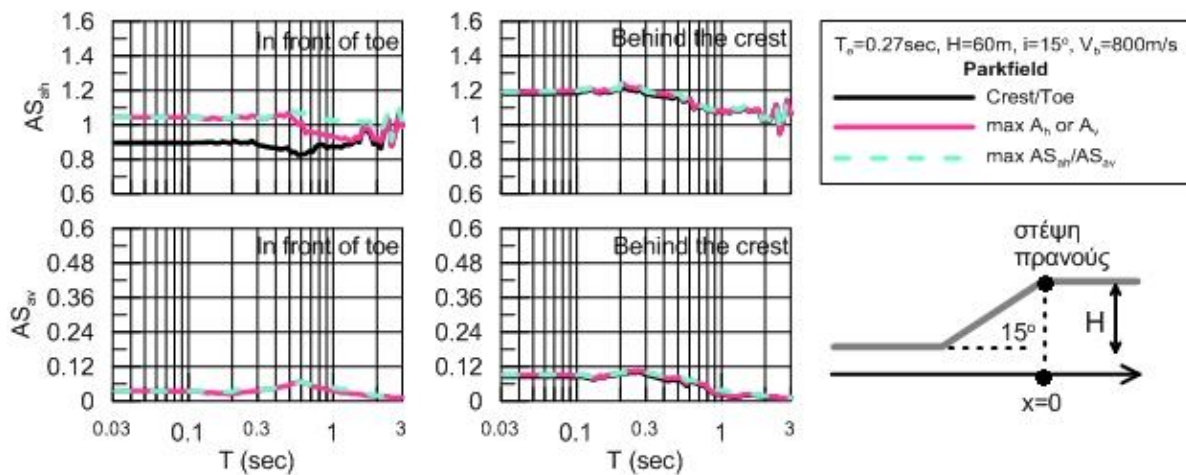 1.6
1.4
1.2
1
0.8
0.6
AS_ah
In front of toe
1.6
1.4
1.2
1
0.8
0.6
Behind the crest
T_e=0.27sec, H=60m, i=15°, V_b=800m/s
Parkfield
Crest/Toe
max A_h or A_v
max AS_ah/AS_av
0.6
0.48
0.36
0.24
0.12
0
AS_av
In front of toe
0.03 0.1 0.3 1 3
T (sec)
0.6
0.48
0.36
0.24
0.12
0
Behind the crest
0.03 0.1 0.3 1 3
T (sec)
στέψη
πρανούς
15°
H
x=0